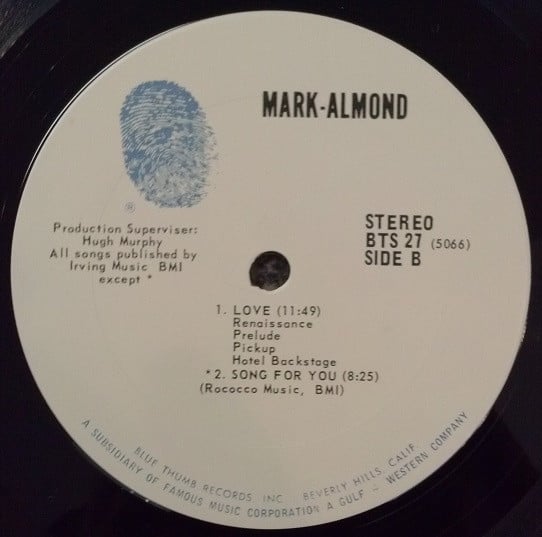 MARK-ALMOND
®
Production Superviser:
Hugh Murphy
All songs published by
Irving Music BMI
except *
STEREO
BTS 27 (5066)
SIDE B
1. LOVE (11:49)
Renaissance
Prelude
Pickup
Hotel Backstage
*2. SONG FOR YOU (8:25)
(Rococco Music, BMI)
BLUE THUMB RECORDS INC BEVERLY HILLS, CALIF.
A SUBSIDIARY OF FAMOUS MUSIC CORPORATION A GULF + WESTERN COMPANY